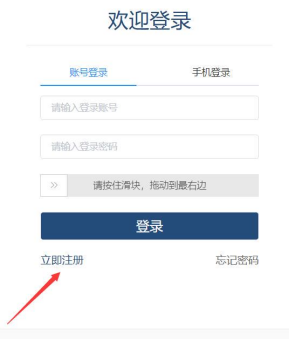 欢迎登录
账号登录 手机登录
请输入登录账号
请输入登录密码
>> 请按住滑块，拖动到最右边
登录
立即注册 忘记密码